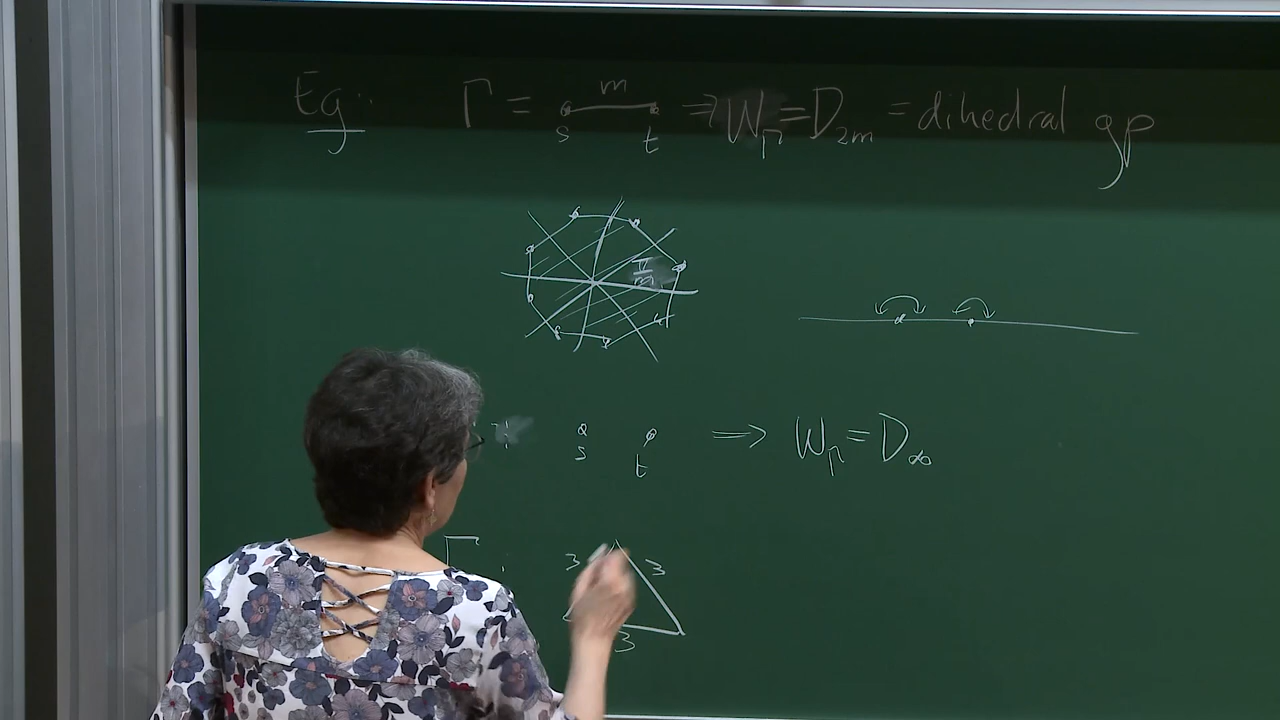 Eg: Γ = m ⇒ W_Γ = D_2m = dihedral gp
s t
π/m
⇒ W_Γ = D_∞
s t
Γ
3 3
3